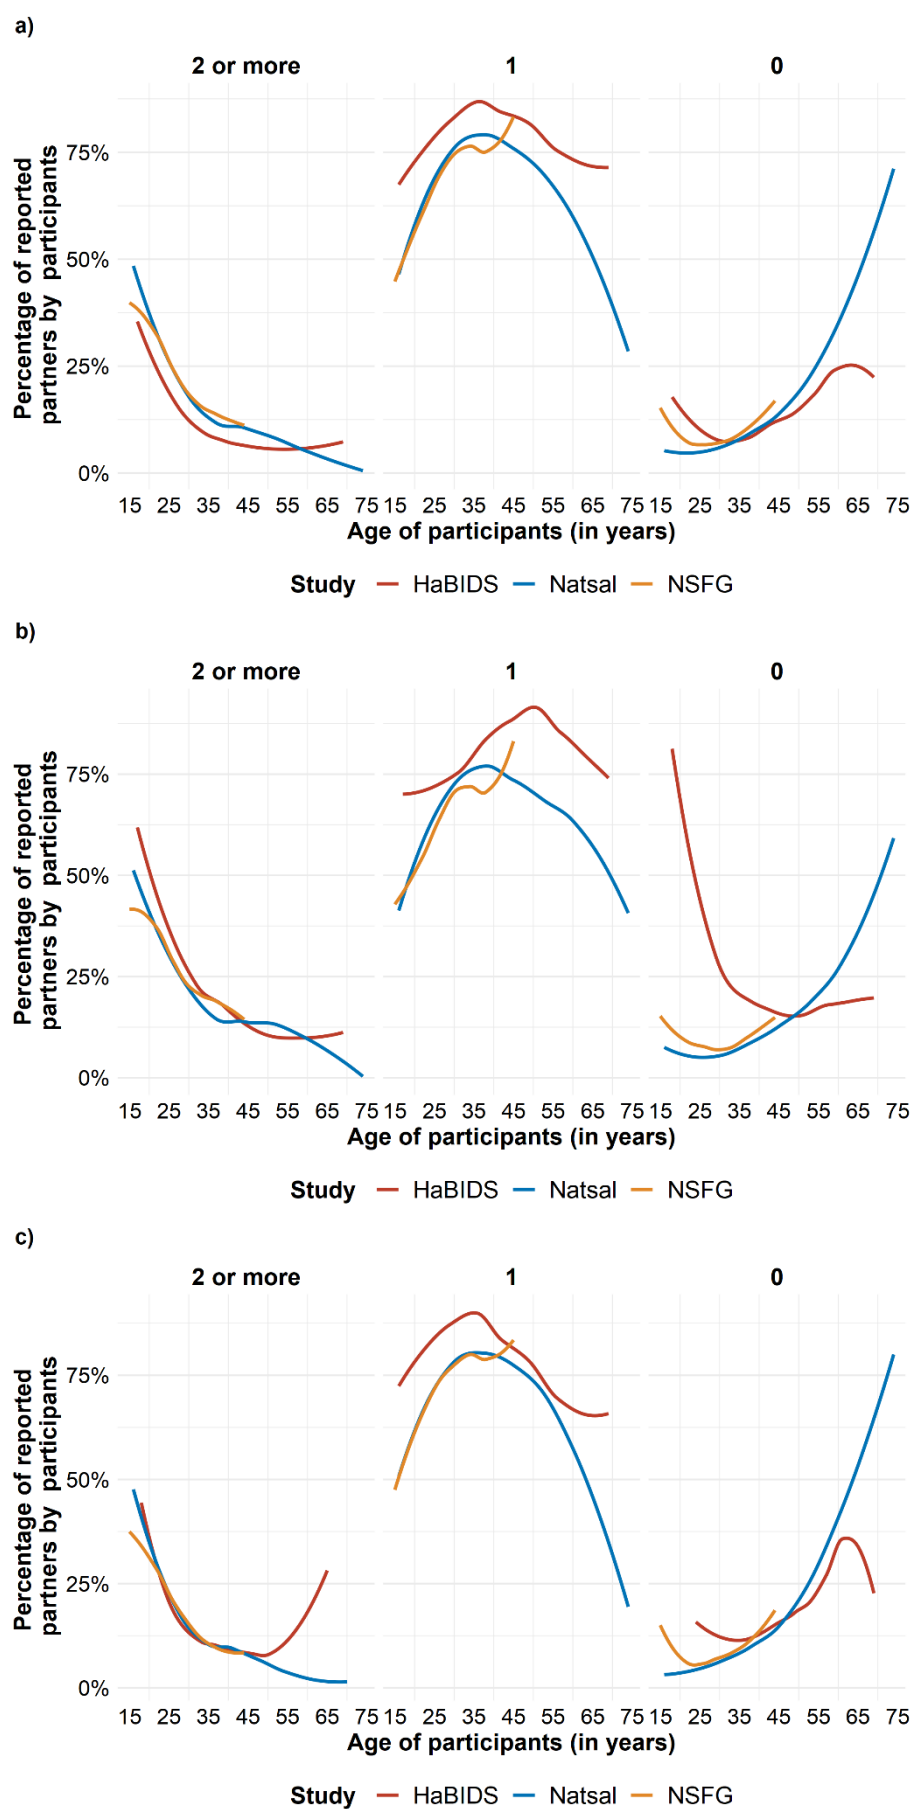 a)
2 or more 1 0
Percentage of reported
partners by participants
75%
50%
25%
0%
15 25 35 45 55 65 75 15 25 35 45 55 65 75 15 25 35 45 55 65 75
Age of participants (in years)
Study HaBIDS Natsal NSFG
b)
2 or more 1 0
Percentage of reported
partners by participants
75%
50%
25%
0%
15 25 35 45 55 65 75 15 25 35 45 55 65 75 15 25 35 45 55 65 75
Age of participants (in years)
Study HaBIDS Natsal NSFG
c)
2 or more 1 0
Percentage of reported
partners by participants
75%
50%
25%
0%
15 25 35 45 55 65 75 15 25 35 45 55 65 75 15 25 35 45 55 65 75
Age of participants (in years)
Study HaBIDS Natsal NSFG